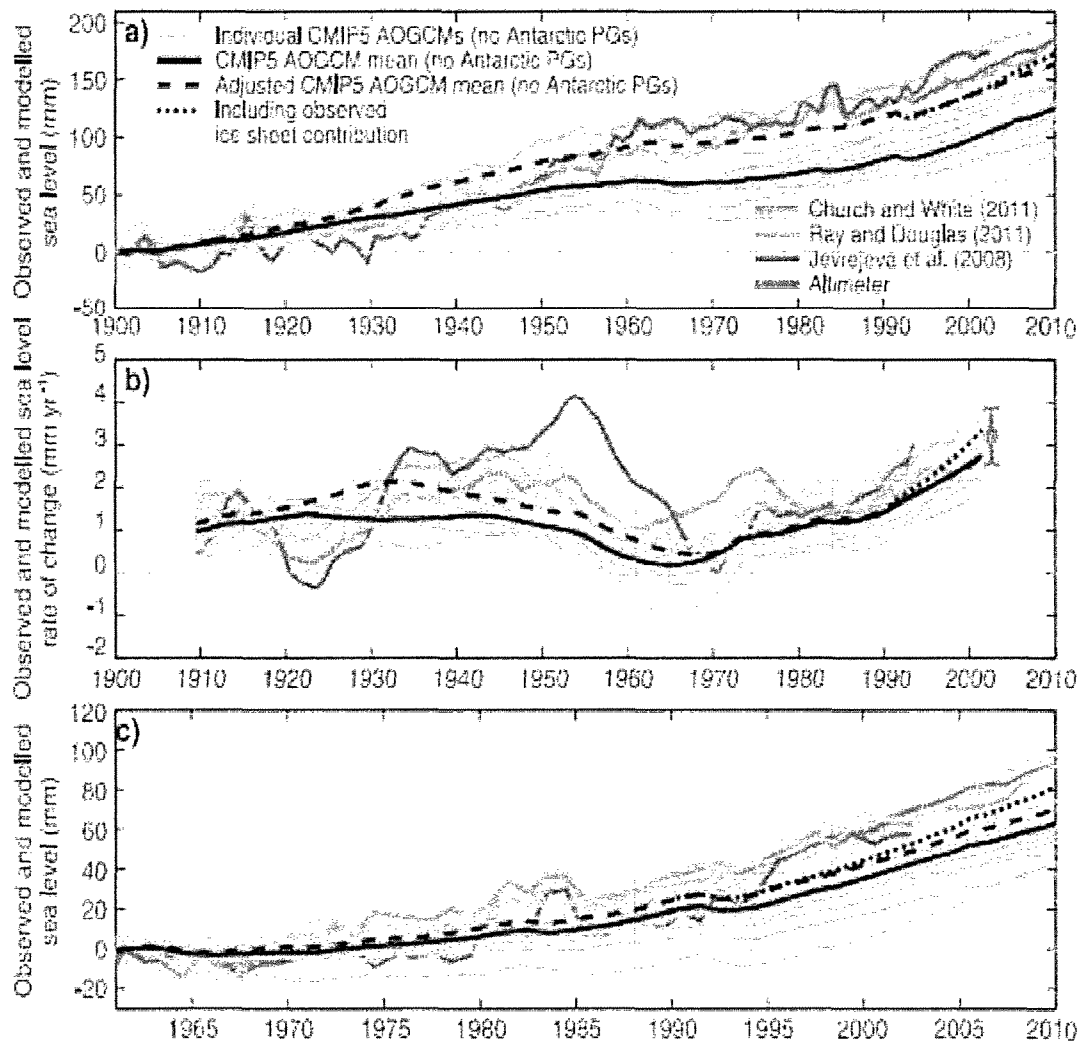 a)
Individual CMIP5 AOGCMs (no Antarctic PGs)
CMIP5 AOGCM mean (no Antarctic PGs)
Adjusted CMIP5 AOGCM mean (no Antarctic PGs)
Including observed
ice sheet contribution
Church and White (2011)
Ray and Douglas (2011)
Jevrejeva et al. (2008)
Altimeter
Observed and modelled
sea level (mm)
200
150
100
50
0
-50
1900 1910 1920 1930 1940 1950 1960 1970 1980 1990 2000 2010
b)
Observed and modelled sea level
rate of change (mm yr⁻¹)
5
4
3
2
1
0
-1
-2
1900 1910 1920 1930 1940 1950 1960 1970 1980 1990 2000 2010
c)
Observed and modelled
sea level (mm)
120
100
80
60
40
20
0
-20
1965 1970 1975 1980 1985 1990 1995 2000 2005 2010